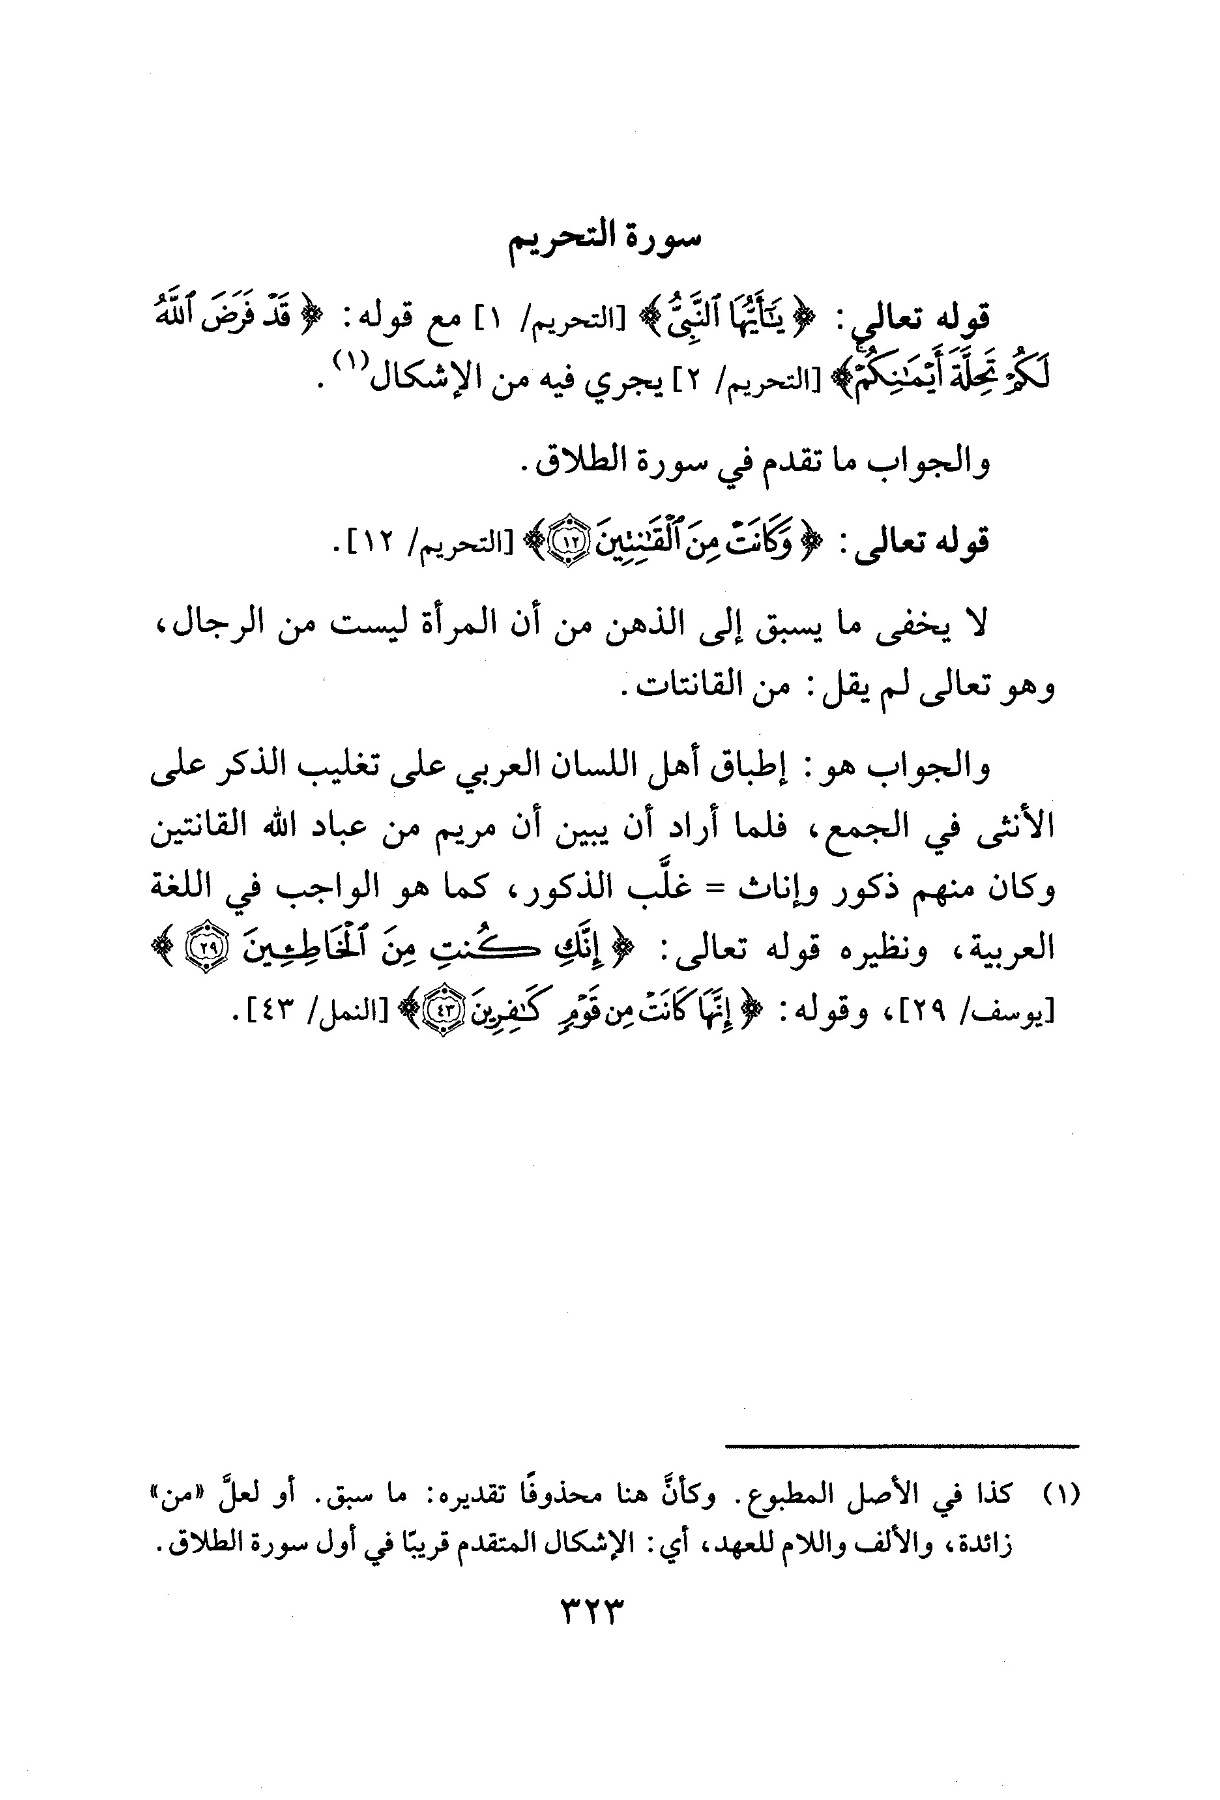 سورة التحريم
قوله تعالى: ﴿يَٰٓأَيُّهَا ٱلنَّبِيُّ﴾ [التحريم/ ١] مع قوله: ﴿قَدْ فَرَضَ ٱللَّهُ
لَكُمْ تَحِلَّةَ أَيْمَٰنِكُمْۚ﴾ [التحريم/ ٢] يجري فيه من الإشكال(١).
والجواب ما تقدم في سورة الطلاق.
قوله تعالى: ﴿وَكَانَتْ مِنَ ٱلْقَٰنِتِينَ ١٢﴾ [التحريم/ ١٢].
لا يخفى ما يسبق إلى الذهن من أن المرأة ليست من الرجال،
وهو تعالى لم يقل: من القانتات.
والجواب هو: إطباق أهل اللسان العربي على تغليب الذكر على
الأنثى في الجمع، فلما أراد أن يبين أن مريم من عباد الله القانتين
وكان منهم ذكور وإناث = غلَّب الذكور، كما هو الواجب في اللغة
العربية، ونظيره قوله تعالى: ﴿إِنَّكِ كُنتِ مِنَ ٱلْخَاطِـِٔينَ ٢٩﴾
[يوسف/ ٢٩]، وقوله: ﴿إِنَّهَا كَانَتْ مِن قَوْمٍ كَٰفِرِينَ ٤٣﴾ [النمل/ ٤٣].
(١) كذا في الأصل المطبوع. وكأنَّ هنا محذوفًا تقديره: ما سبق. أو لعلَّ «من»
زائدة، والألف واللام للعهد، أي: الإشكال المتقدم قريبًا في أول سورة الطلاق.
٣٢٣